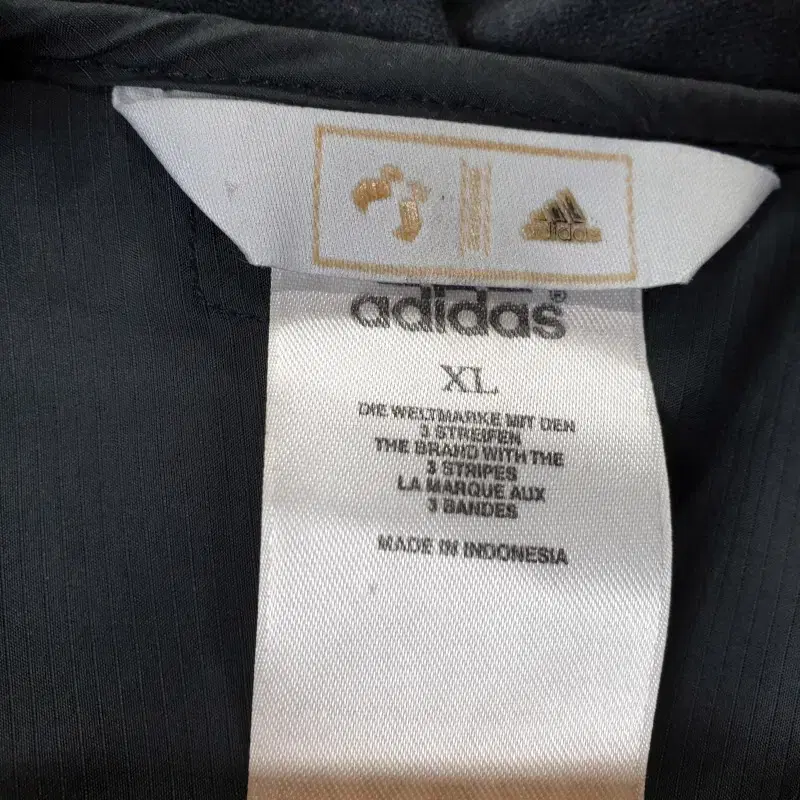 adidas
adidas®
XL
DIE WELTMARKE MIT DEN
3 STREIFEN
THE BRAND WITH THE
3 STRIPES
LA MARQUE AUX
3 BANDES
MADE IN INDONESIA